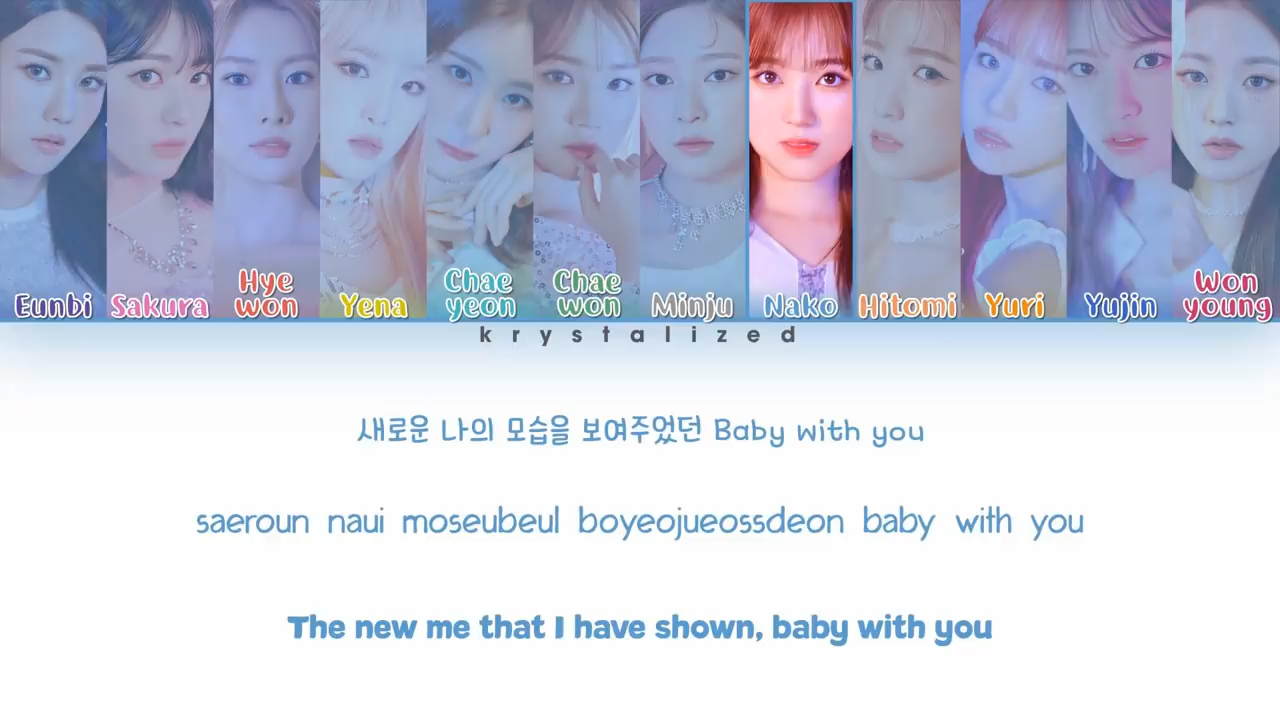 Eunbi
Sakura
Hye
won
Yena
Chae
yeon
Chae
won
Minju
Nako
Hitomi
Yuri
Yujin
Won
young
krystalized
새로운 나의 모습을 보여주었던 Baby with you
saeroun naui moseubeul boyeojueossdeon baby with you
The new me that I have shown, baby with you